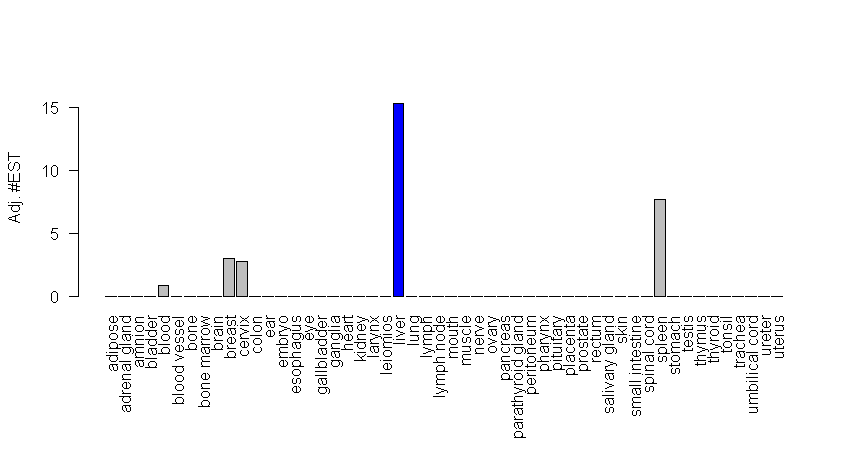 Adj. #EST
15
10
5
0
adipose
adrenal gland
amnion
bladder
blood
blood vessel
bone
bone marrow
brain
breast
cervix
colon
ear
embryo
esophagus
eye
gallbladder
ganglia
heart
kidney
larynx
leiomios
liver
lung
lymph
lymph node
mouth
muscle
nerve
ovary
pancreas
parathyroid gland
peritoneum
pharynx
pituitary
placenta
prostate
rectum
salivary gland
skin
small intestine
spinal cord
spleen
stomach
testis
thymus
thyroid
tonsil
trachea
umbilical cord
ureter
uterus